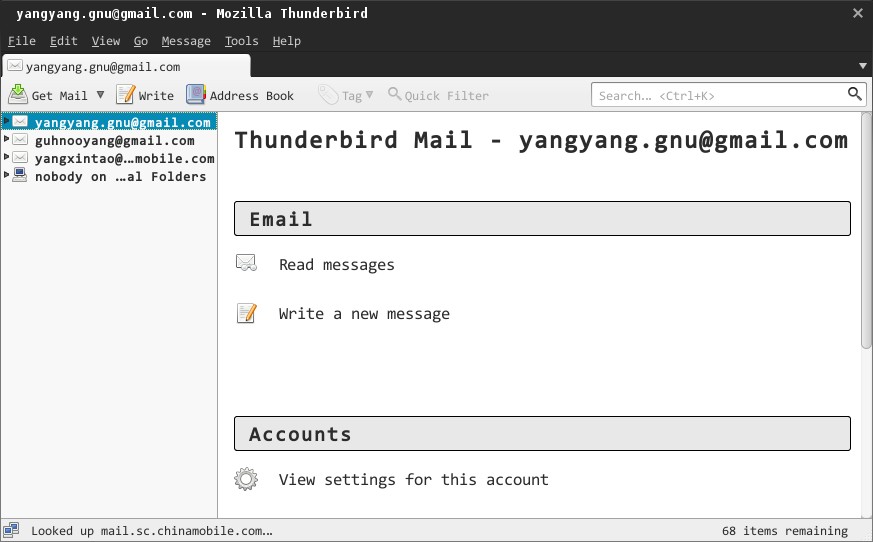 yangyang.gnu@gmail.com - Mozilla Thunderbird
File Edit View Go Message Tools Help
yangyang.gnu@gmail.com
Get Mail Write Address Book Tag Quick Filter Search... <Ctrl+K>
yangyang.gnu@gmail.com
guhnooyang@gmail.com
yangxintao@...mobile.com
nobody on ...al Folders
Thunderbird Mail - yangyang.gnu@gmail.com
Email
Read messages
Write a new message
Accounts
View settings for this account
Looked up mail.sc.chinamobile.com... 68 items remaining